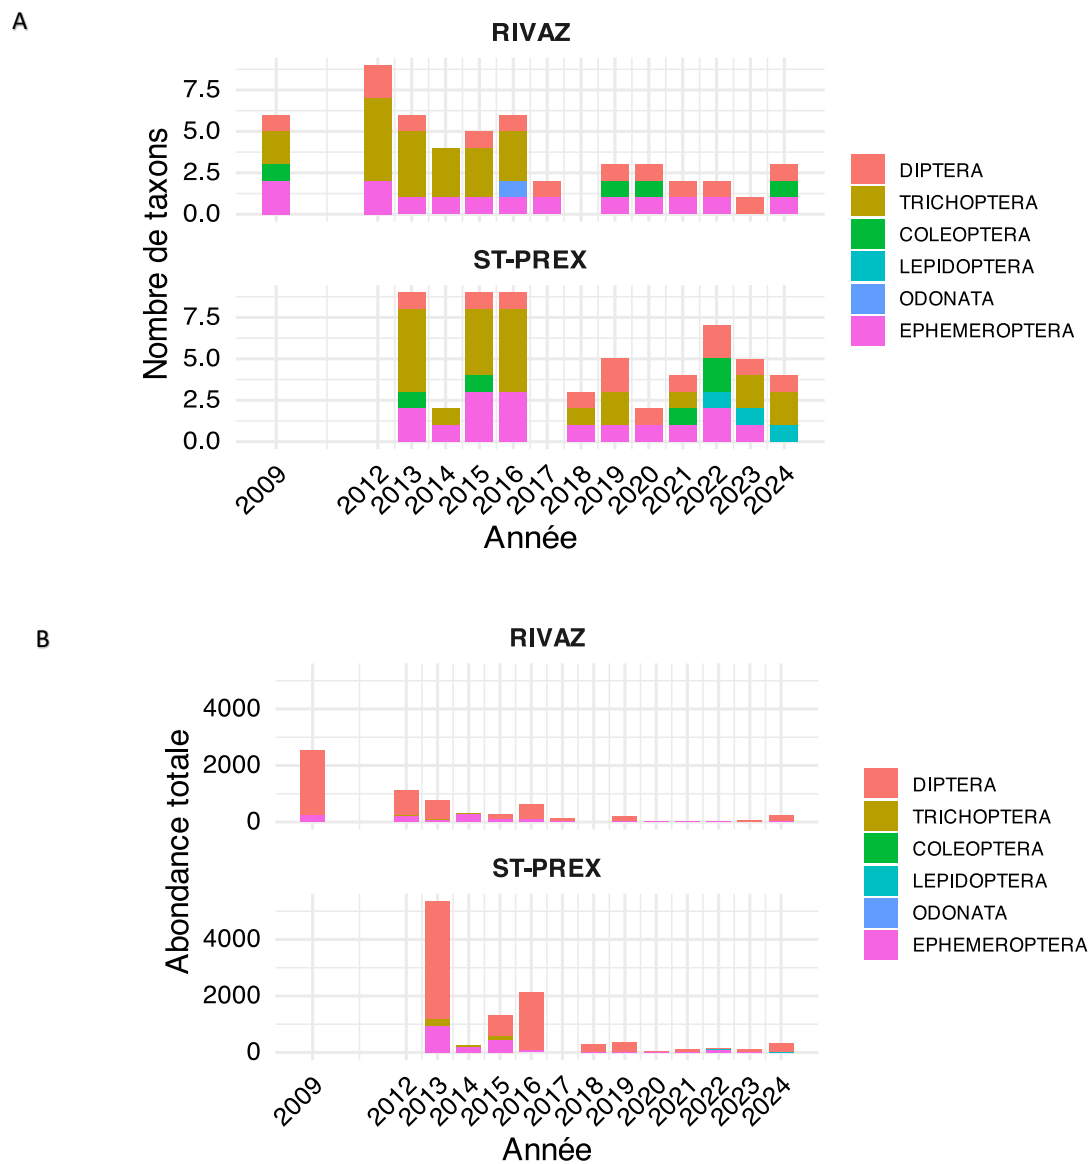 A
RIVAZ
7.5
5.0
2.5
0.0
ST-PREX
7.5
5.0
2.5
0.0
Nombre de taxons
2009
2012
2013
2014
2015
2016
2017
2018
2019
2020
2021
2022
2023
2024
Année
DIPTERA
TRICHOPTERA
COLEOPTERA
LEPIDOPTERA
ODONATA
EPHEMEROPTERA
B
RIVAZ
4000
2000
0
ST-PREX
4000
2000
0
Abondance totale
2009
2012
2013
2014
2015
2016
2017
2018
2019
2020
2021
2022
2023
2024
Année
DIPTERA
TRICHOPTERA
COLEOPTERA
LEPIDOPTERA
ODONATA
EPHEMEROPTERA